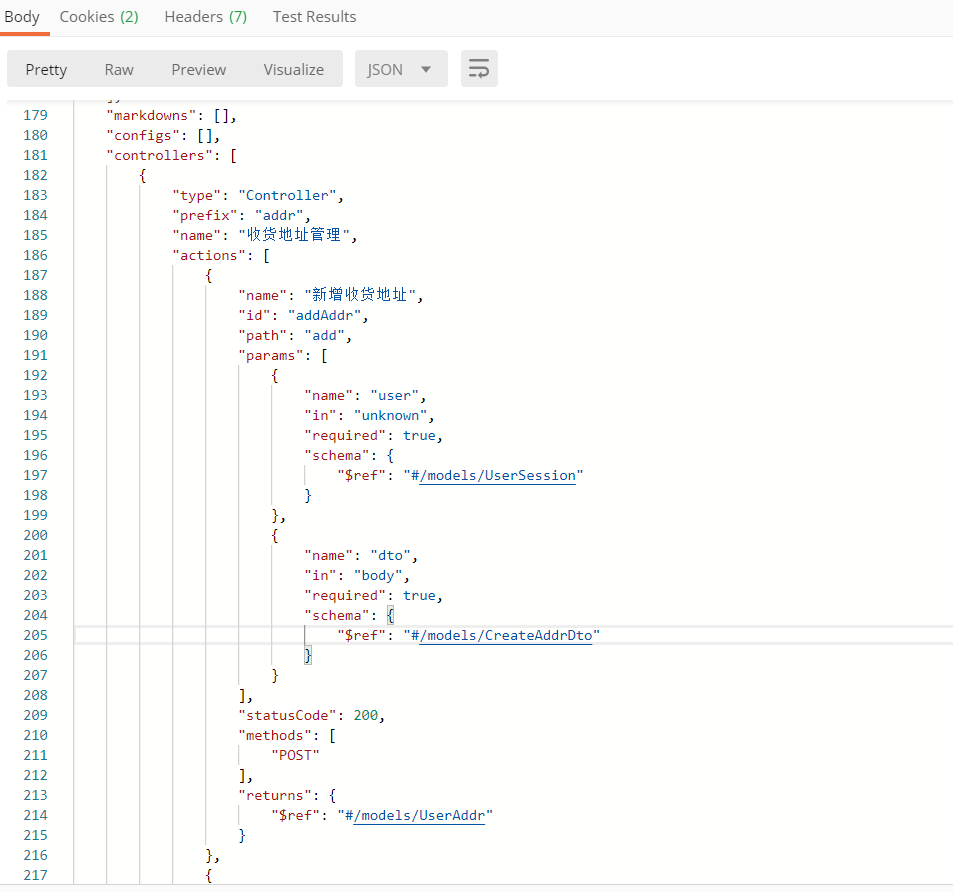 Body Cookies (2) Headers (7) Test Results
Pretty Raw Preview Visualize JSON
179 "markdowns": [],
180 "configs": [],
181 "controllers": [
182 {
183 "type": "Controller",
184 "prefix": "addr",
185 "name": "收货地址管理",
186 "actions": [
187 {
188 "name": "新增收货地址",
189 "id": "addAddr",
190 "path": "add",
191 "params": [
192 {
193 "name": "user",
194 "in": "unknown",
195 "required": true,
196 "schema": {
197 "$ref": "#/models/UserSession"
198 }
199 },
200 {
201 "name": "dto",
202 "in": "body",
203 "required": true,
204 "schema": {
205 "$ref": "#/models/CreateAddrDto"
206 }
207 }
208 ],
209 "statusCode": 200,
210 "methods": [
211 "POST"
212 ],
213 "returns": {
214 "$ref": "#/models/UserAddr"
215 }
216 },
217 {